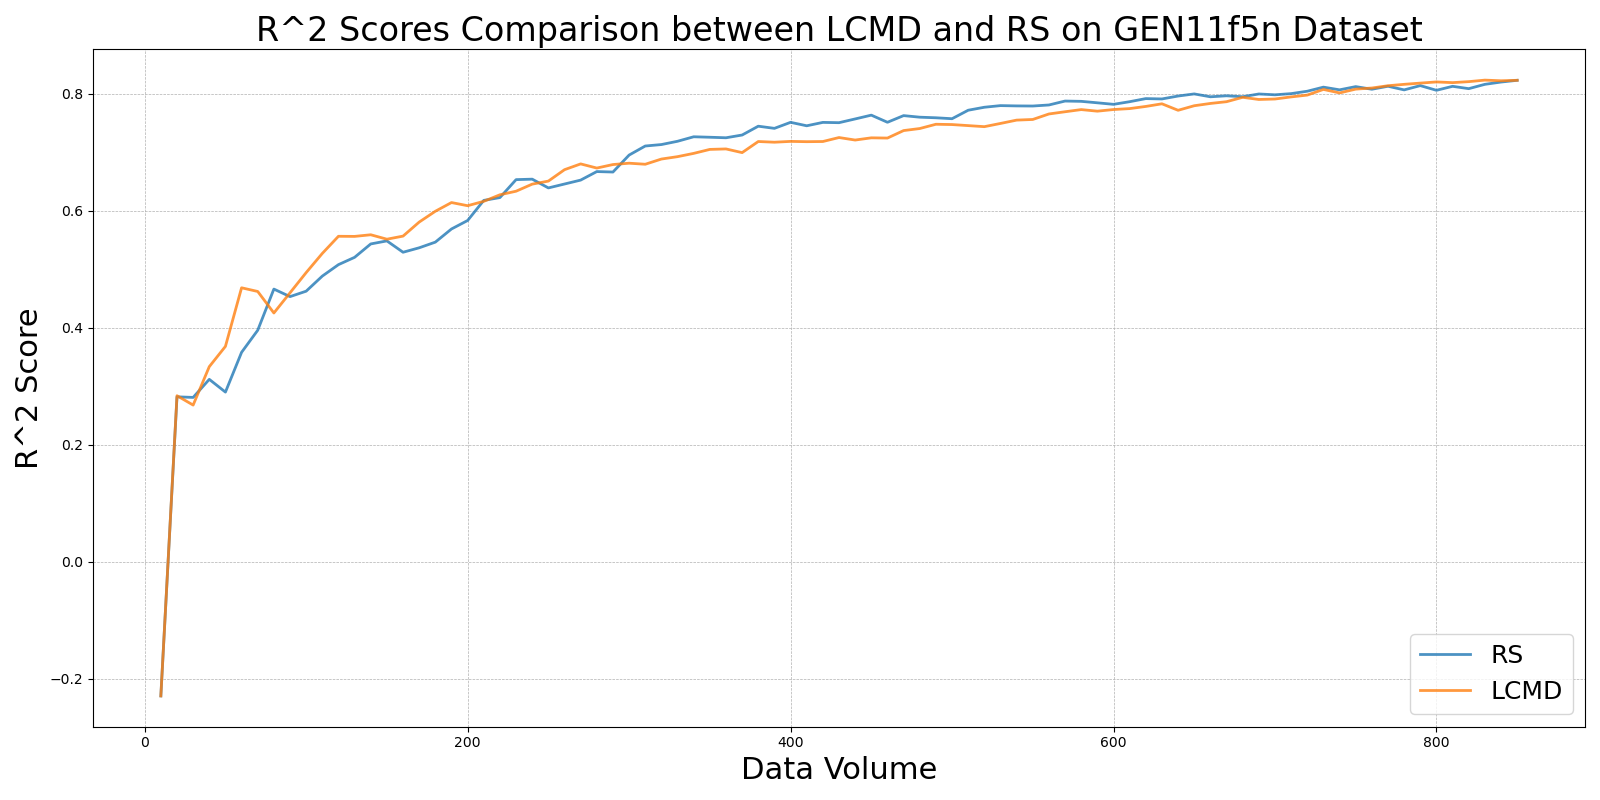 R^2 Scores Comparison between LCMD and RS on GEN11f5n Dataset
R^2 Score
0.8
0.6
0.4
0.2
0.0
−0.2
0 200 400 600 800
Data Volume
RS
LCMD